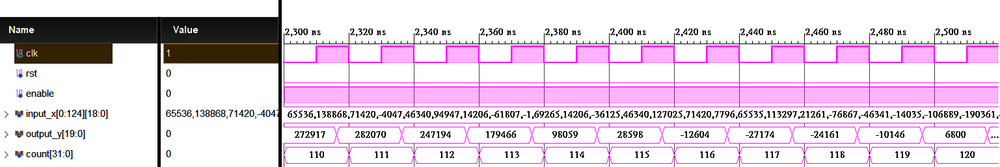 2,300 ns 2,320 ns 2,340 ns 2,360 ns 2,380 ns 2,400 ns 2,420 ns 2,440 ns 2,460 ns 2,480 ns 2,500 ns
Name Value
clk 1
rst 0
enable 0
input_x[0:124][18:0] 65536,138868,71420,-4047 65536,138868,71420,-4047,46340,94947,14206,-61807,-1,69265,14206,-36125,46340,127025,71420,7796,65535,113297,21261,-76867,-46341,-14035,-106889,-190361,-
output_y[19:0] 0 272917 282070 247194 179466 98059 28598 -12604 -27174 -24161 -10146 6800 ...
count[31:0] 0 110 111 112 113 114 115 116 117 118 119 120